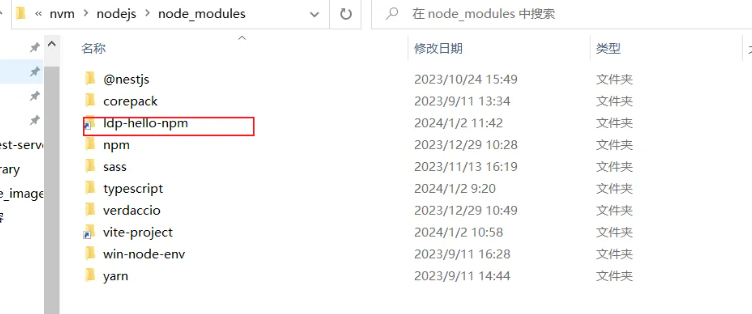 « nvm > nodejs > node_modules
在 node_modules 中搜索
名称 修改日期 类型
@nestjs 2023/10/24 15:49 文件夹
corepack 2023/9/11 13:34 文件夹
ldp-hello-npm 2024/1/2 11:42 文件夹
npm 2023/12/29 10:28 文件夹
sass 2023/11/13 16:19 文件夹
typescript 2024/1/2 9:20 文件夹
verdaccio 2023/12/29 10:49 文件夹
vite-project 2024/1/2 10:58 文件夹
win-node-env 2023/9/11 16:28 文件夹
yarn 2023/9/11 14:44 文件夹
est-serv
rary
e_image